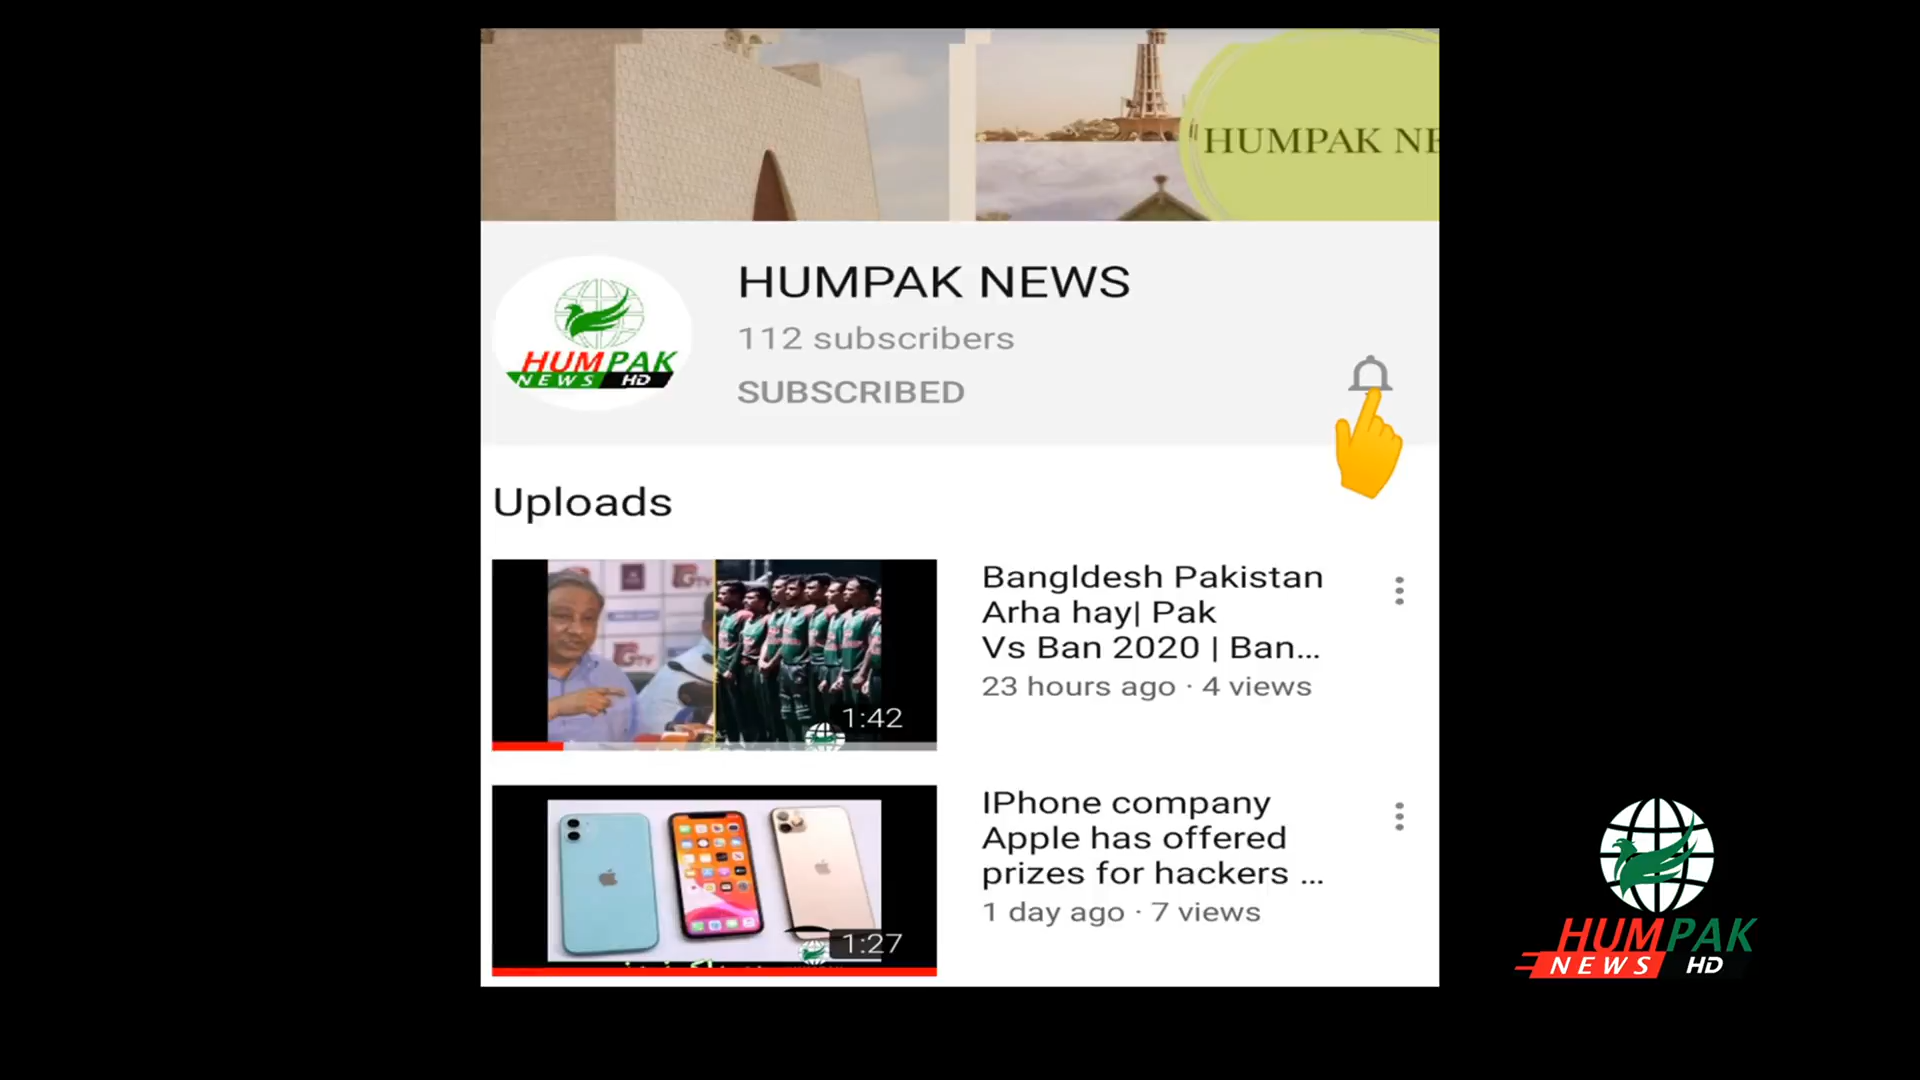 HUMPAK NE
HUMPAK NEWS
112 subscribers
SUBSCRIBED
HUMPAK
NEWS HD
Uploads
GTV
GTV
1:42
Bangldesh Pakistan
Arha hay| Pak
Vs Ban 2020 | Ban...
23 hours ago · 4 views
1:27
IPhone company
Apple has offered
prizes for hackers ...
1 day ago · 7 views
HUMPAK
NEWS HD